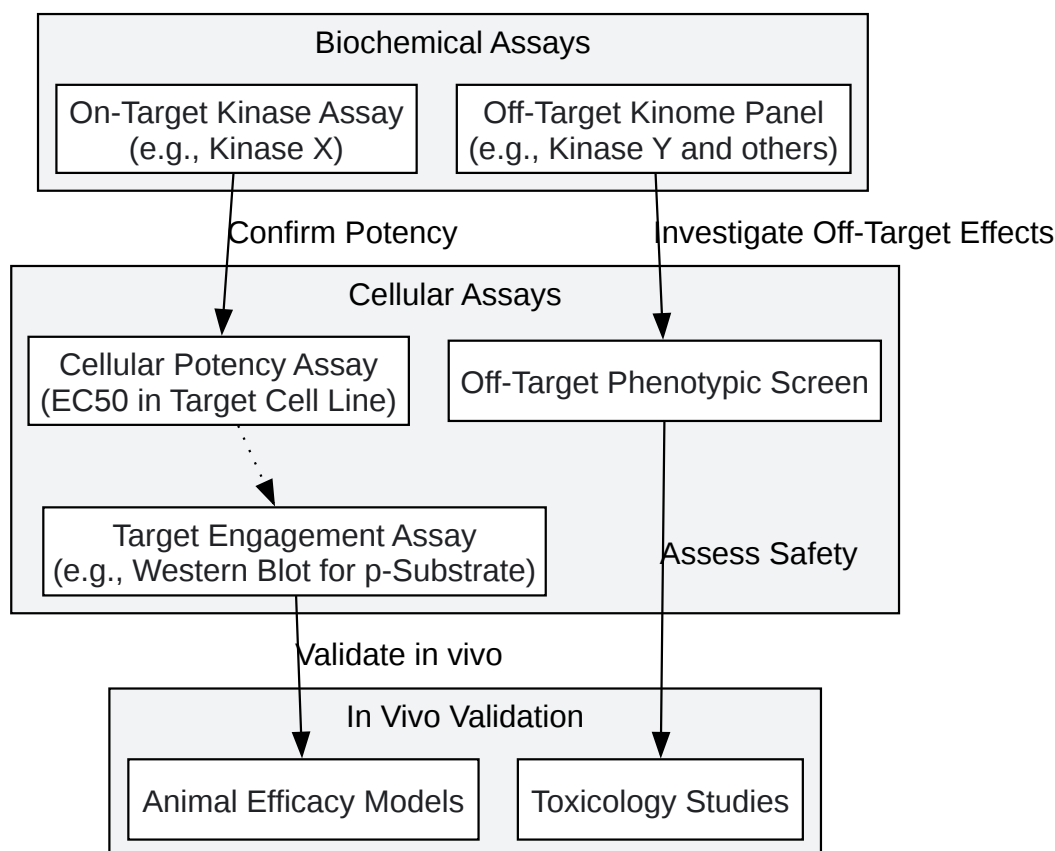 Biochemical Assays
On-Target Kinase Assay
(e.g., Kinase X)
Off-Target Kinome Panel
(e.g., Kinase Y and others)
Confirm Potency
Investigate Off-Target Effects
Cellular Assays
Cellular Potency Assay
(EC50 in Target Cell Line)
Off-Target Phenotypic Screen
Target Engagement Assay
(e.g., Western Blot for p-Substrate)
Assess Safety
Validate in vivo
In Vivo Validation
Animal Efficacy Models
Toxicology Studies